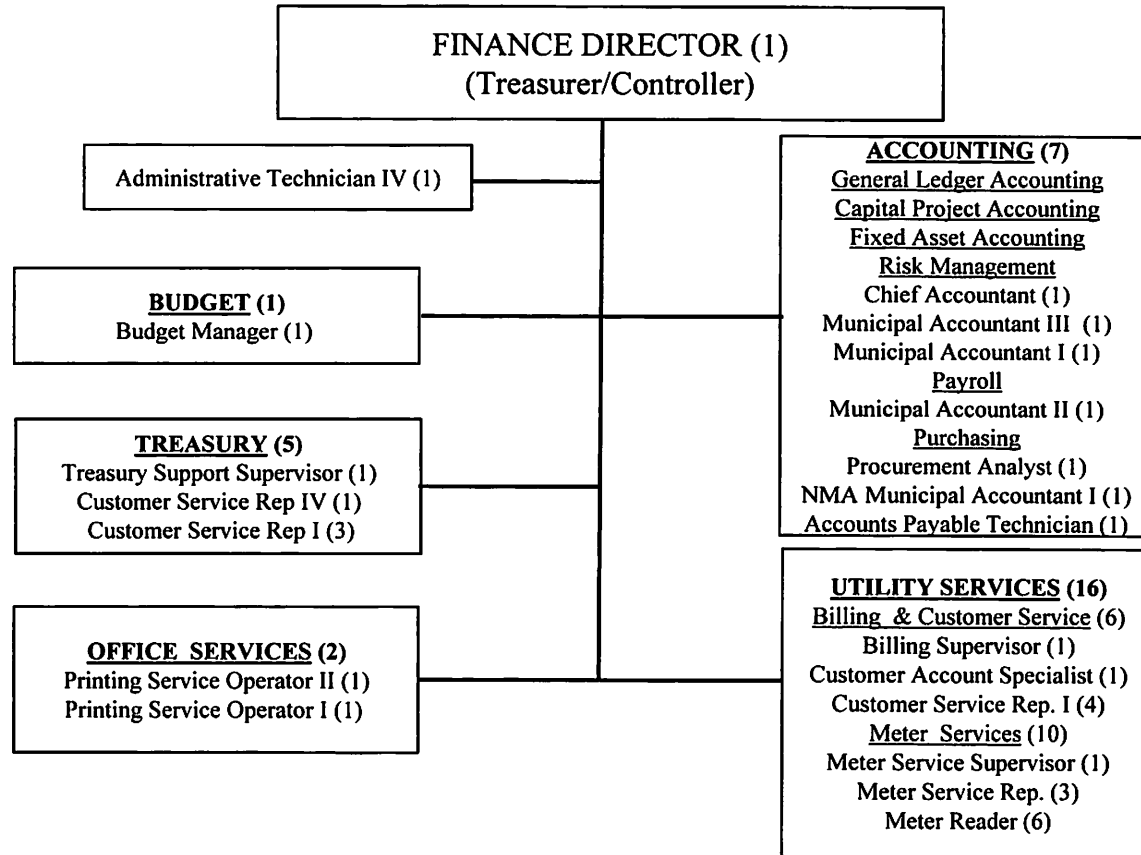 FINANCE DIRECTOR (1)
(Treasurer/Controller)
Administrative Technician IV (1)
BUDGET (1)
Budget Manager (1)
TREASURY (5)
Treasury Support Supervisor (1)
Customer Service Rep IV (1)
Customer Service Rep I (3)
OFFICE SERVICES (2)
Printing Service Operator II (1)
Printing Service Operator I (1)
ACCOUNTING (7)
General Ledger Accounting
Capital Project Accounting
Fixed Asset Accounting
Risk Management
Chief Accountant (1)
Municipal Accountant III (1)
Municipal Accountant I (1)
Payroll
Municipal Accountant II (1)
Purchasing
Procurement Analyst (1)
NMA Municipal Accountant I (1)
Accounts Payable Technician (1)
UTILITY SERVICES (16)
Billing & Customer Service (6)
Billing Supervisor (1)
Customer Account Specialist (1)
Customer Service Rep. I (4)
Meter Services (10)
Meter Service Supervisor (1)
Meter Service Rep. (3)
Meter Reader (6)